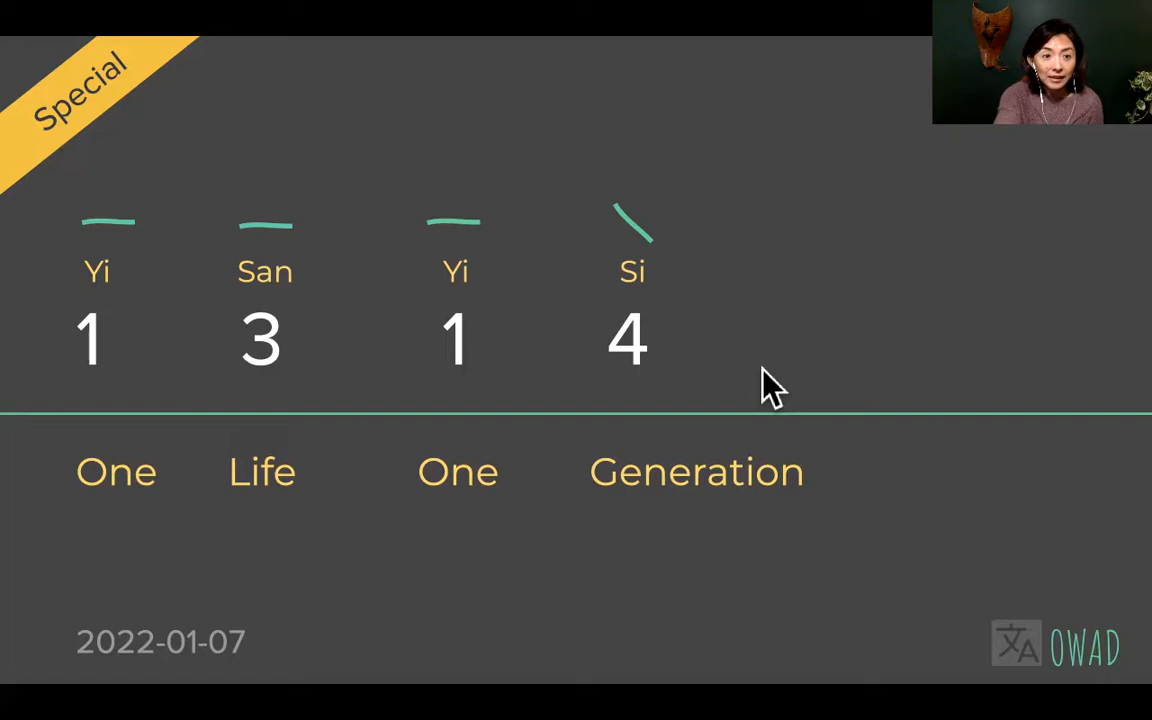 Special
Yi San Yi Si
1 3 1 4
One Life One Generation
2022-01-07
文A OWAD